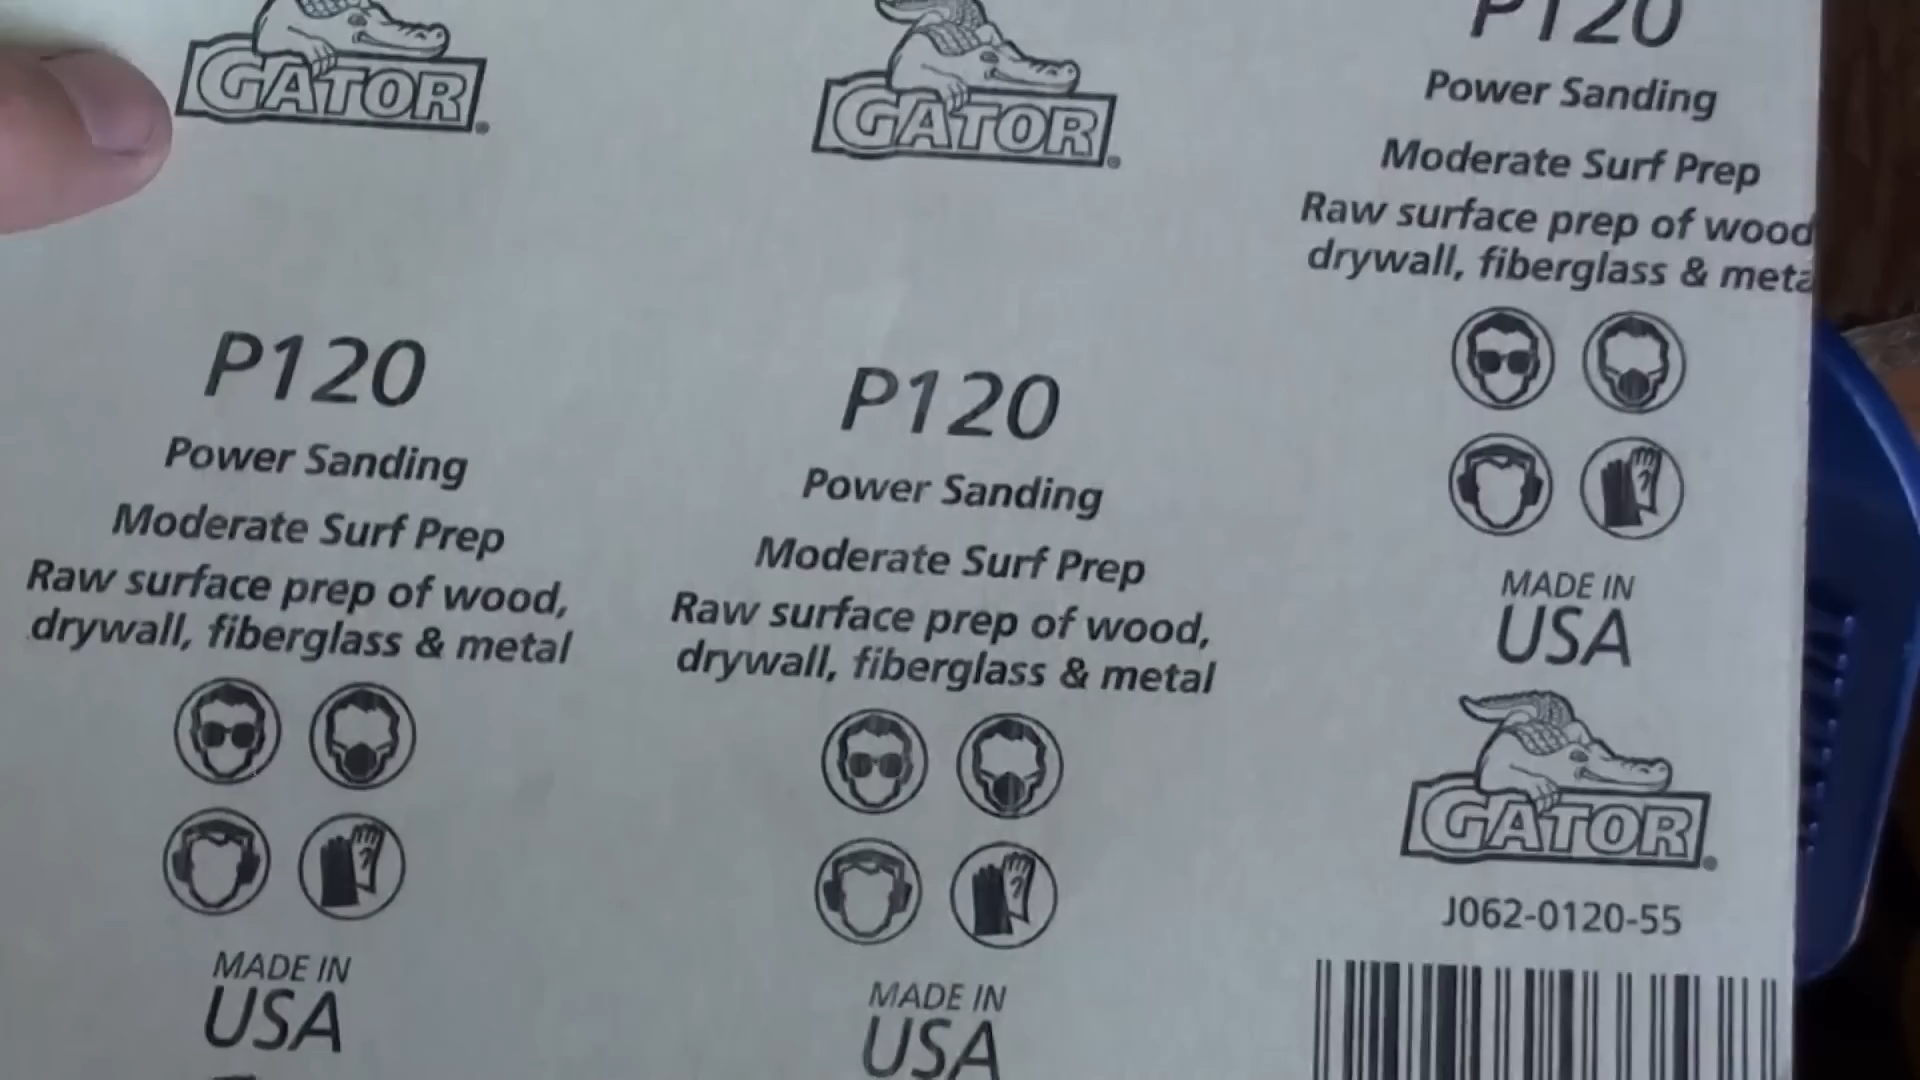 GATOR®
P120
Power Sanding
Moderate Surf Prep
Raw surface prep of wood,
drywall, fiberglass & metal
MADE IN
USA
GATOR®
P120
Power Sanding
Moderate Surf Prep
Raw surface prep of wood,
drywall, fiberglass & metal
MADE IN
USA
P120
Power Sanding
Moderate Surf Prep
Raw surface prep of wood
drywall, fiberglass & meta
MADE IN
USA
GATOR®
J062-0120-55